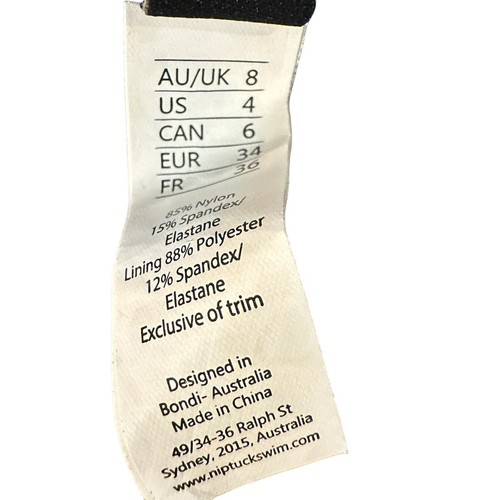 AU/UK 8
US 4
CAN 6
EUR 34
FR 36
85% Nylon
15% Spandex/
Elastane
Lining 88% Polyester
12% Spandex/
Elastane
Exclusive of trim
Designed in
Bondi- Australia
Made in China
49/34-36 Ralph St
Sydney, 2015, Australia
www.niptuckswim.com